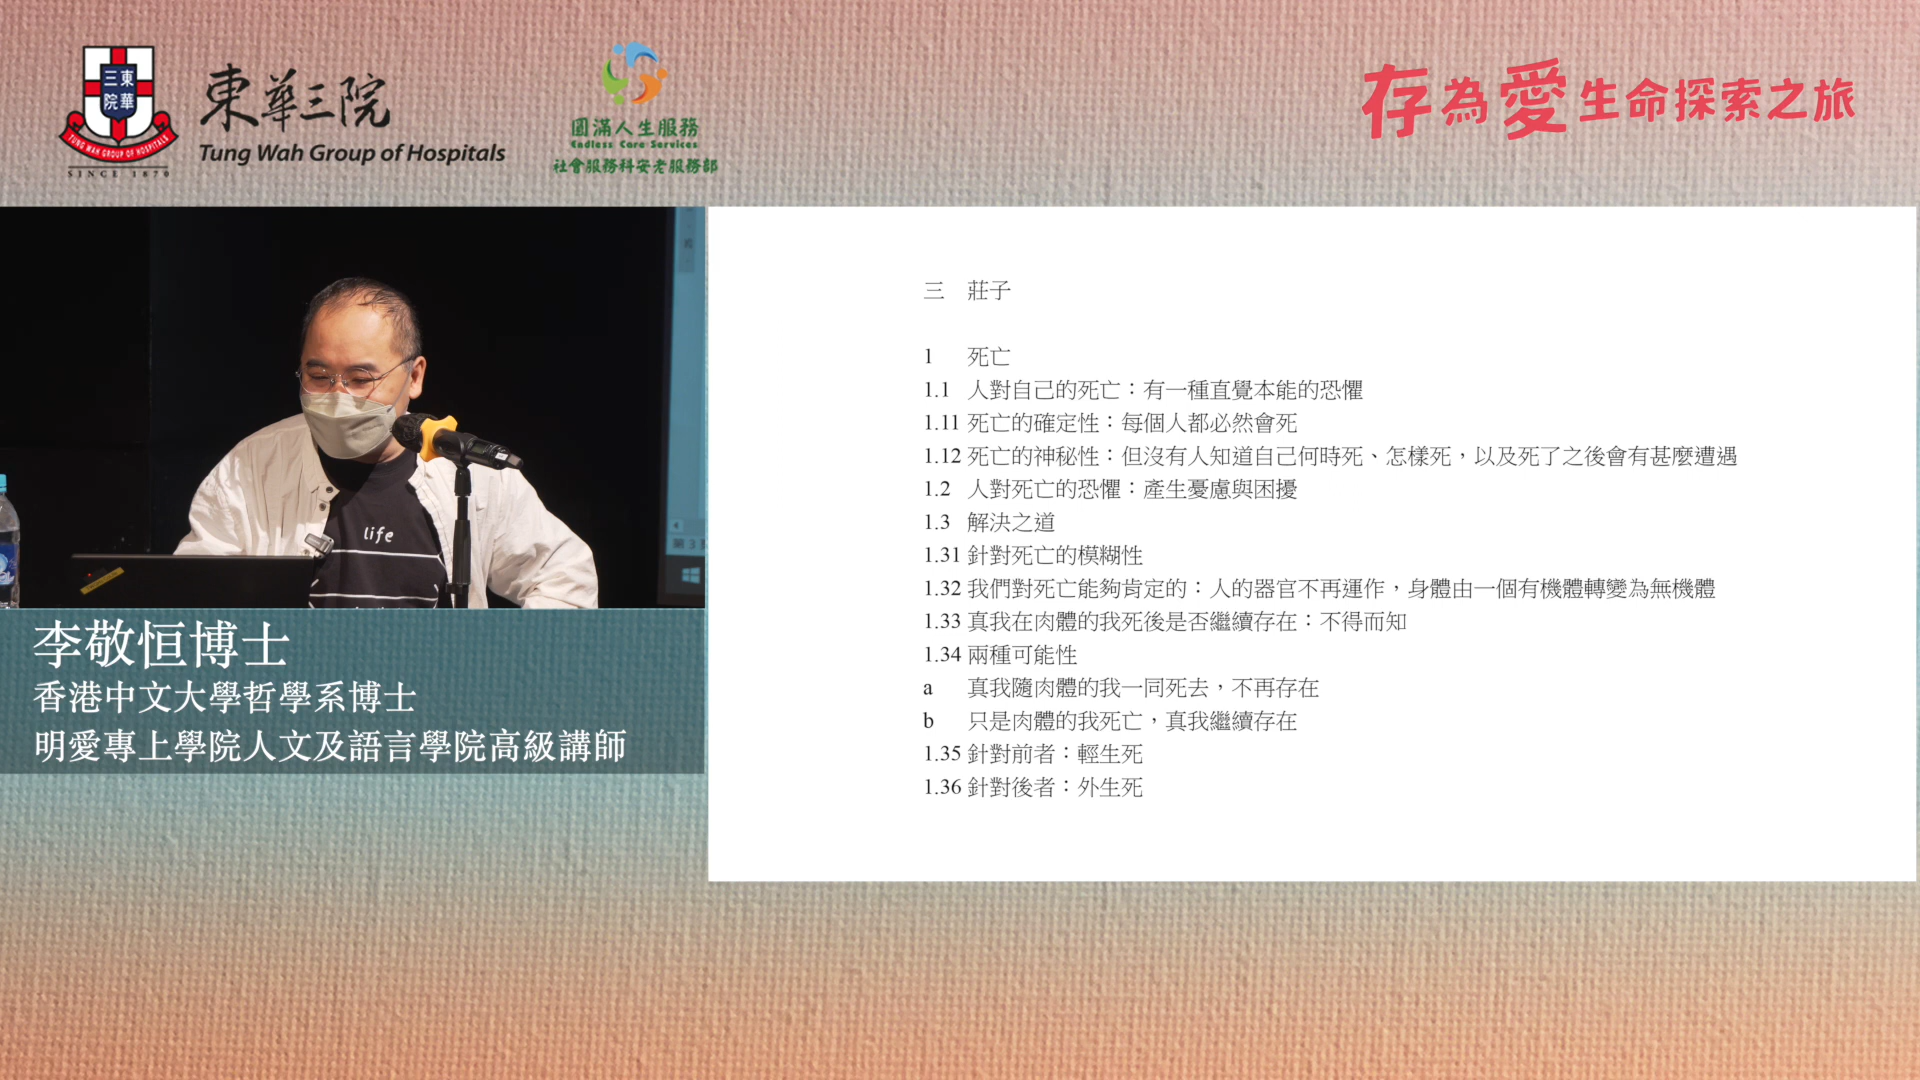 東華三院
TUNG WAH GROUP OF HOSPITALS
SINCE 1870
東華三院
Tung Wah Group of Hospitals
圓滿人生服務
Endless Care Services
社會服務科安老服務部
存為愛生命探索之旅
life
第 3
李敬恒博士
香港中文大學哲學系博士
明愛專上學院人文及語言學院高級講師
三 莊子
1 死亡
1.1 人對自己的死亡：有一種直覺本能的恐懼
1.11 死亡的確定性：每個人都必然會死
1.12 死亡的神秘性：但沒有人知道自己何時死、怎樣死，以及死了之後會有甚麼遭遇
1.2 人對死亡的恐懼：產生憂慮與困擾
1.3 解決之道
1.31 針對死亡的模糊性
1.32 我們對死亡能夠肯定的：人的器官不再運作，身體由一個有機體轉變為無機體
1.33 真我在肉體的我死後是否繼續存在：不得而知
1.34 兩種可能性
a 真我隨肉體的我一同死去，不再存在
b 只是肉體的我死亡，真我繼續存在
1.35 針對前者：輕生死
1.36 針對後者：外生死